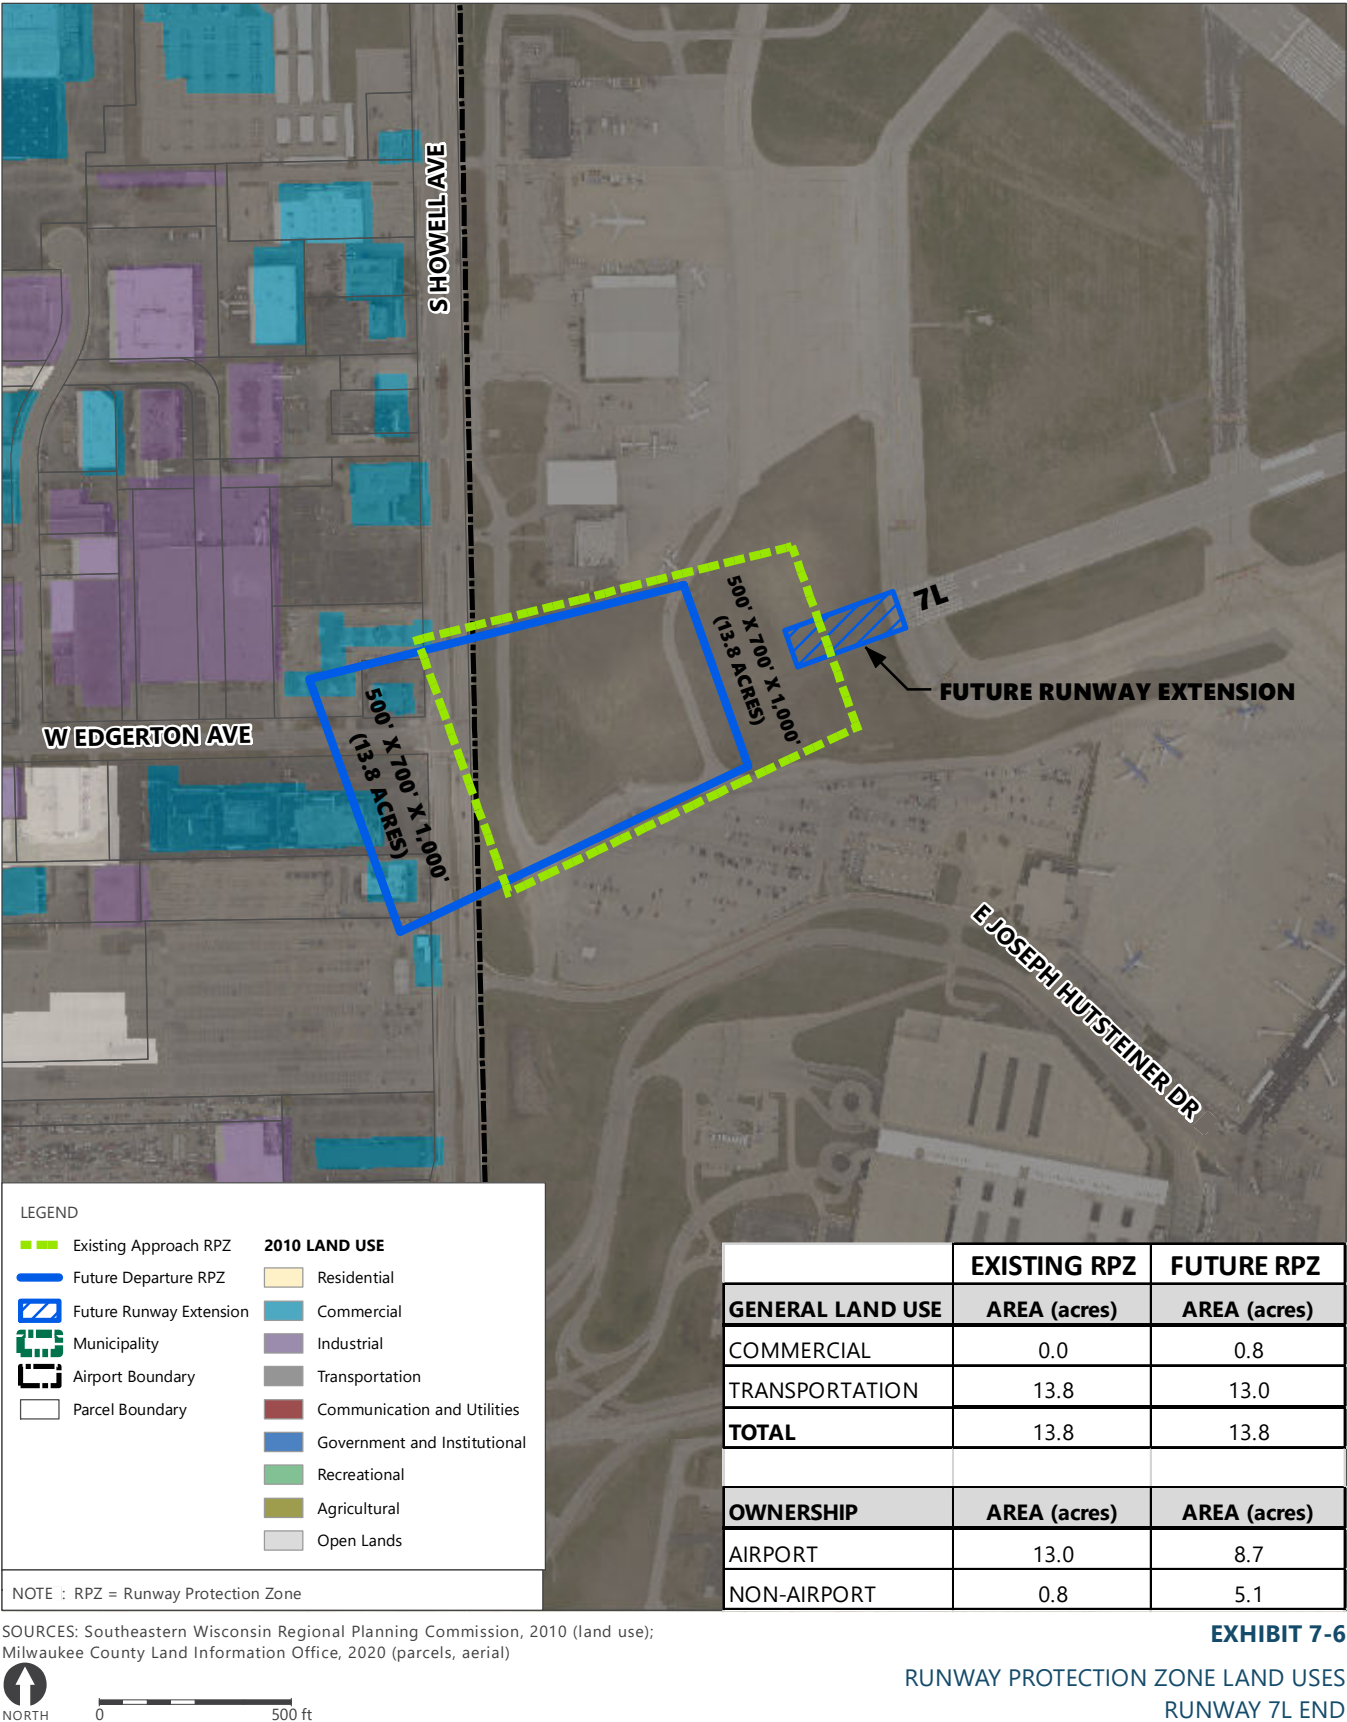 S HOWELL AVE
7L
500' X 700' X 1,000'
(13.8 ACRES)
FUTURE RUNWAY EXTENSION
500' X 700' X 1,000'
(13.8 ACRES)
W EDGERTON AVE
E JOSEPH HUTSTEINER DR
LEGEND
Existing Approach RPZ
Future Departure RPZ
Future Runway Extension
Municipality
Airport Boundary
Parcel Boundary
2010 LAND USE
Residential
Commercial
Industrial
Transportation
Communication and Utilities
Government and Institutional
Recreational
Agricultural
Open Lands
NOTE : RPZ = Runway Protection Zone
EXISTING RPZ FUTURE RPZ
GENERAL LAND USE AREA (acres) AREA (acres)
COMMERCIAL 0.0 0.8
TRANSPORTATION 13.8 13.0
TOTAL 13.8 13.8
OWNERSHIP AREA (acres) AREA (acres)
AIRPORT 13.0 8.7
NON-AIRPORT 0.8 5.1
SOURCES: Southeastern Wisconsin Regional Planning Commission, 2010 (land use);
Milwaukee County Land Information Office, 2020 (parcels, aerial)
NORTH
0 500 ft
EXHIBIT 7-6
RUNWAY PROTECTION ZONE LAND USES
RUNWAY 7L END